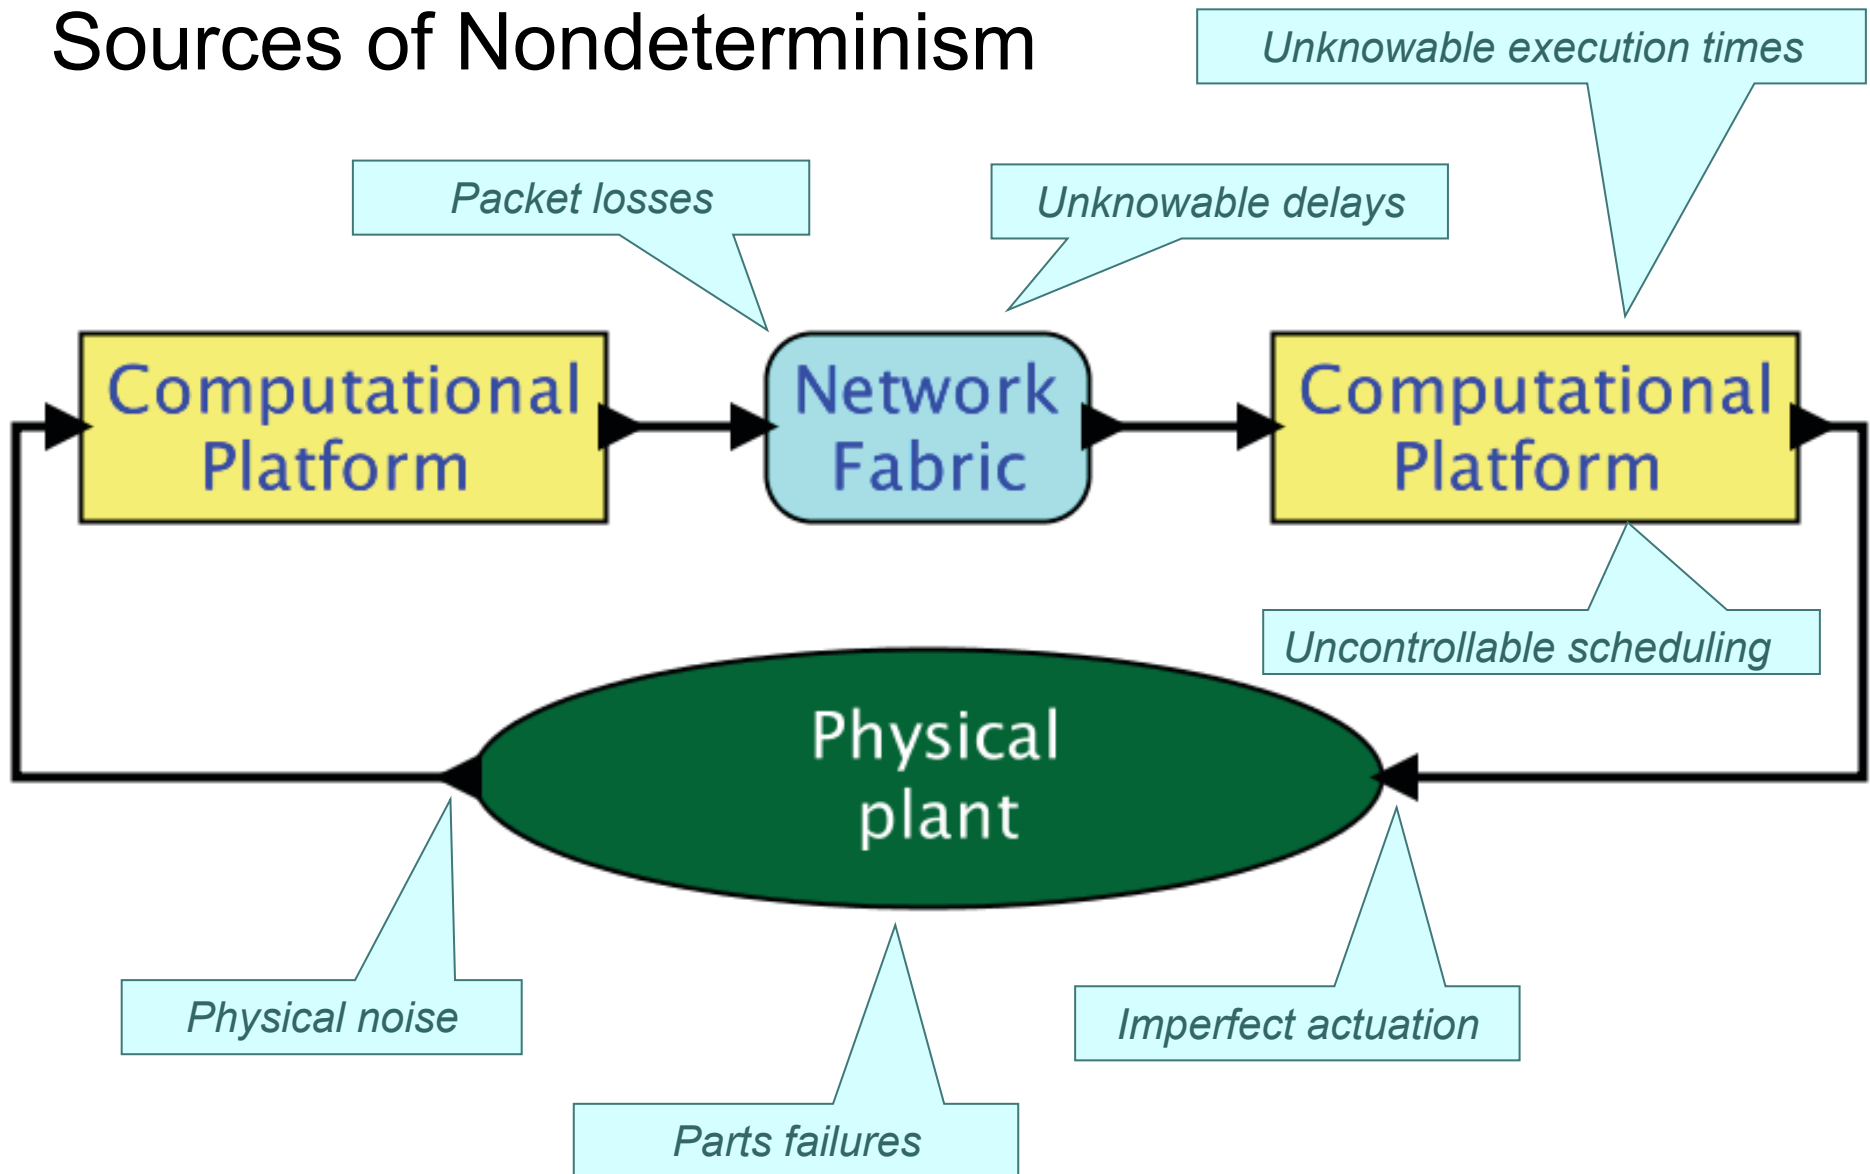 Sources of Nondeterminism
Unknowable execution times
Packet losses
Unknowable delays
Computational
Platform
Network
Fabric
Computational
Platform
Uncontrollable scheduling
Physical
plant
Physical noise
Imperfect actuation
Parts failures